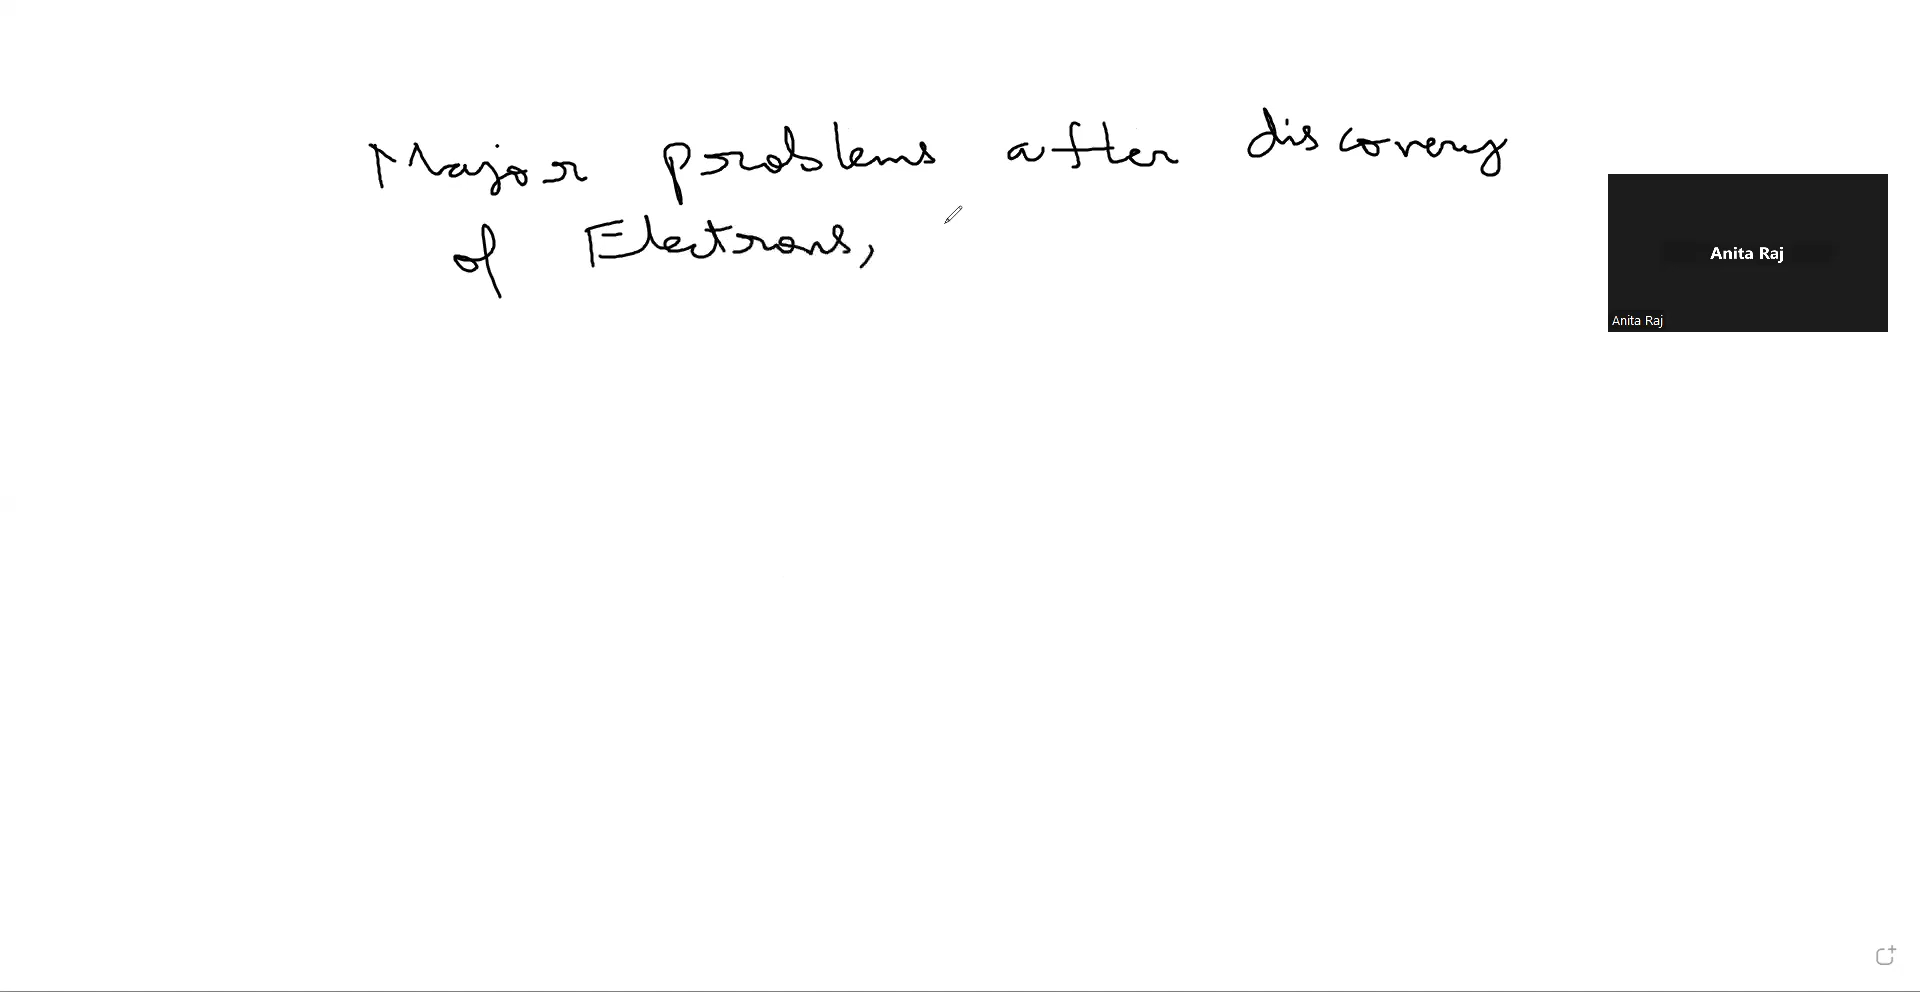 Major problems after discovery
of Electrons,
Anita Raj
Anita Raj